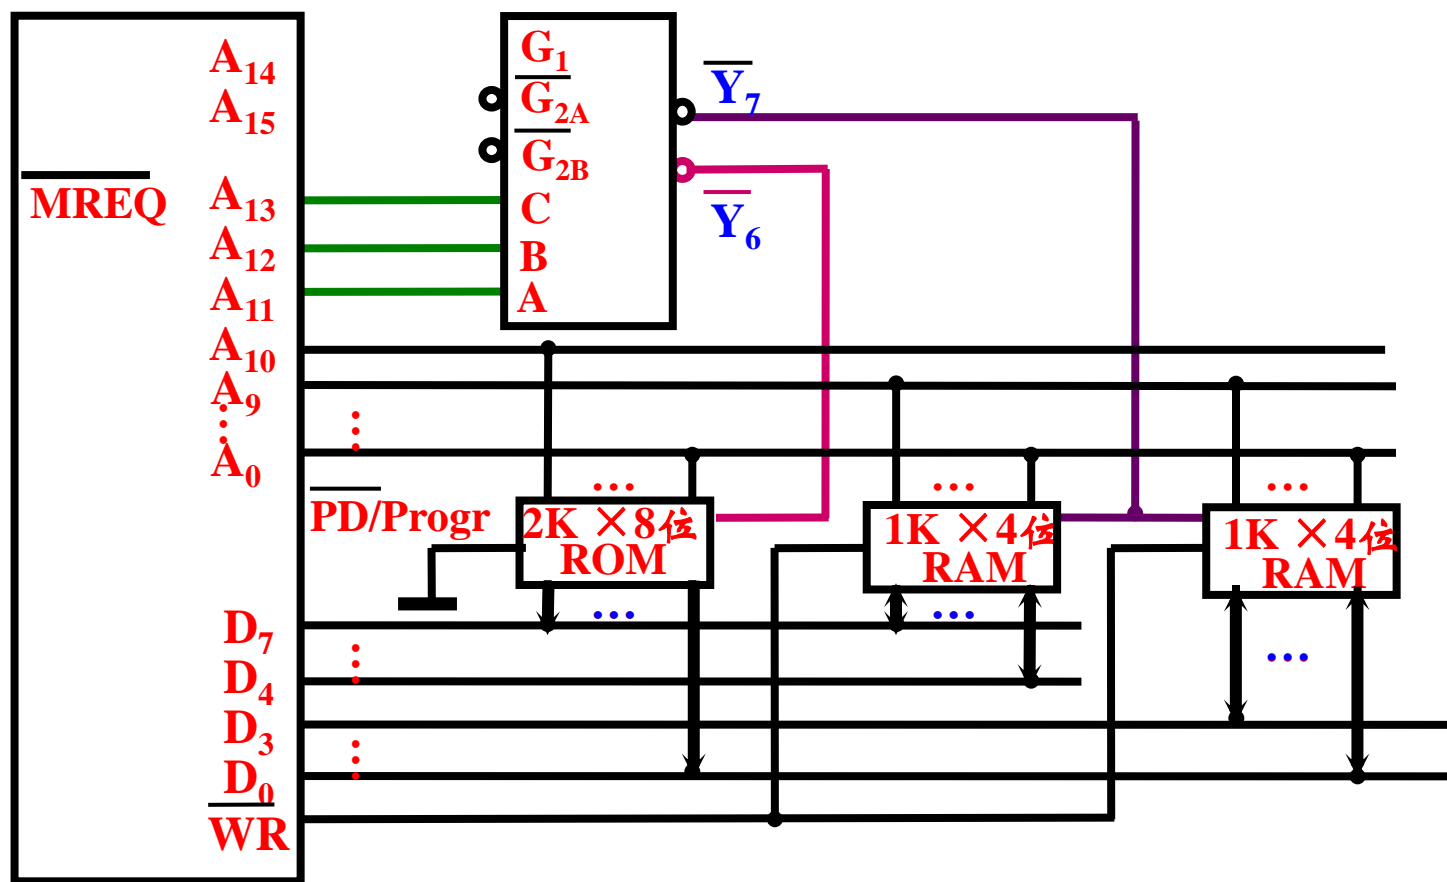 A₁₄
A₁₅
MREQ
A₁₃
A₁₂
A₁₁
A₁₀
A₉
⋮
A₀
G₁
G₂A
G₂B
C
B
A
Y₇
Y₆
⋮
PD/Progr
...
2K ×8位
ROM
...
...
1K ×4位
RAM
...
...
1K ×4位
RAM
...
D₇
⋮
D₄
D₃
⋮
D₀
WR